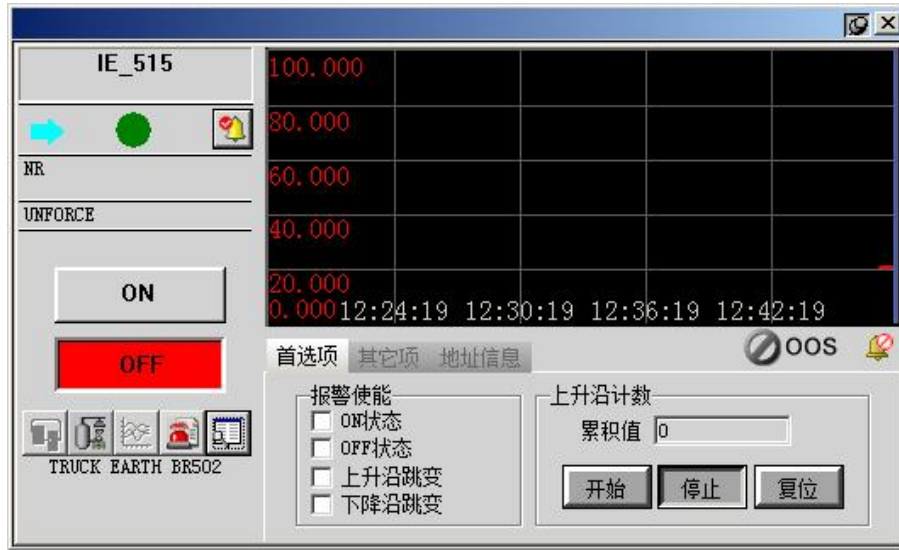 IE_515
NR
UNFORCE
ON
OFF
TRUCK EARTH BR502
100.000
80.000
60.000
40.000
20.000
0.000 12:24:19 12:30:19 12:36:19 12:42:19
首选项 其它项 地址信息
OOS
报警使能
ON状态
OFF状态
上升沿跳变
下降沿跳变
上升沿计数
累积值 0
开始 停止 复位